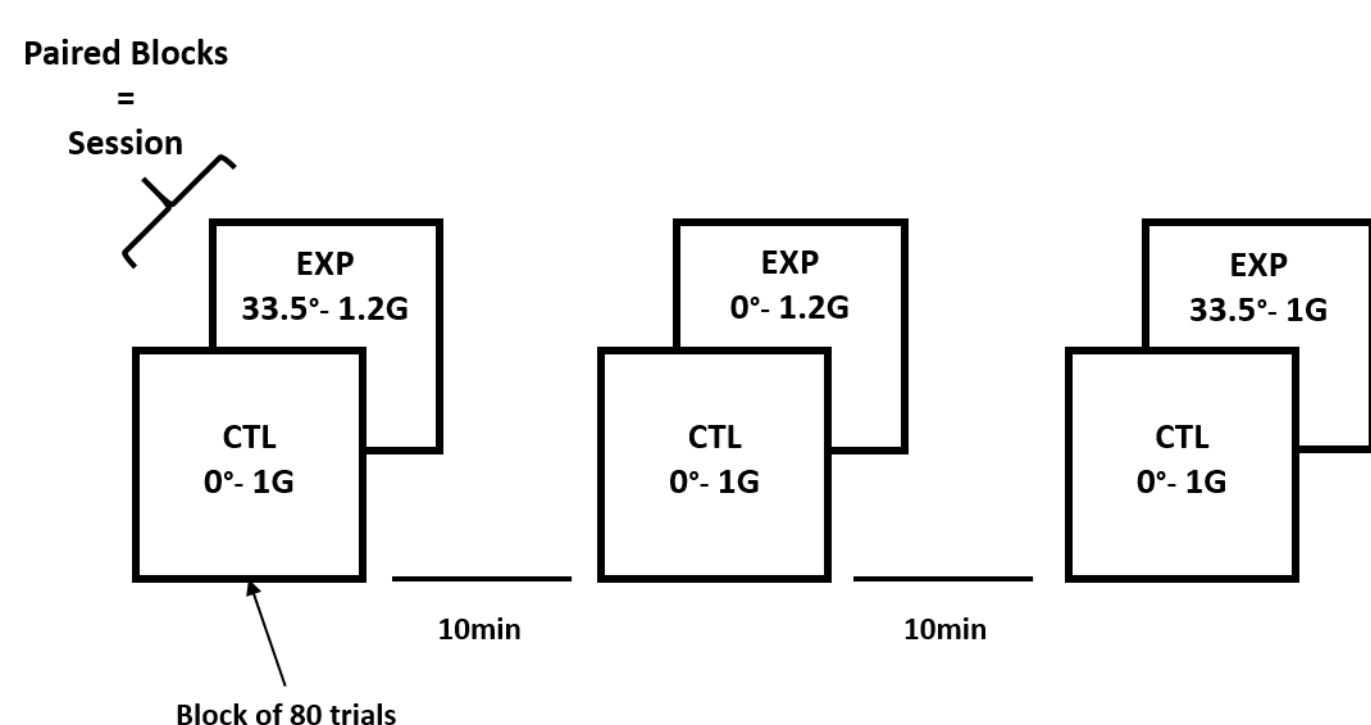 Paired Blocks
=
Session
EXP
33.5°- 1.2G
CTL
0°- 1G
EXP
0°- 1.2G
CTL
0°- 1G
EXP
33.5°- 1G
CTL
0°- 1G
10min
10min
Block of 80 trials